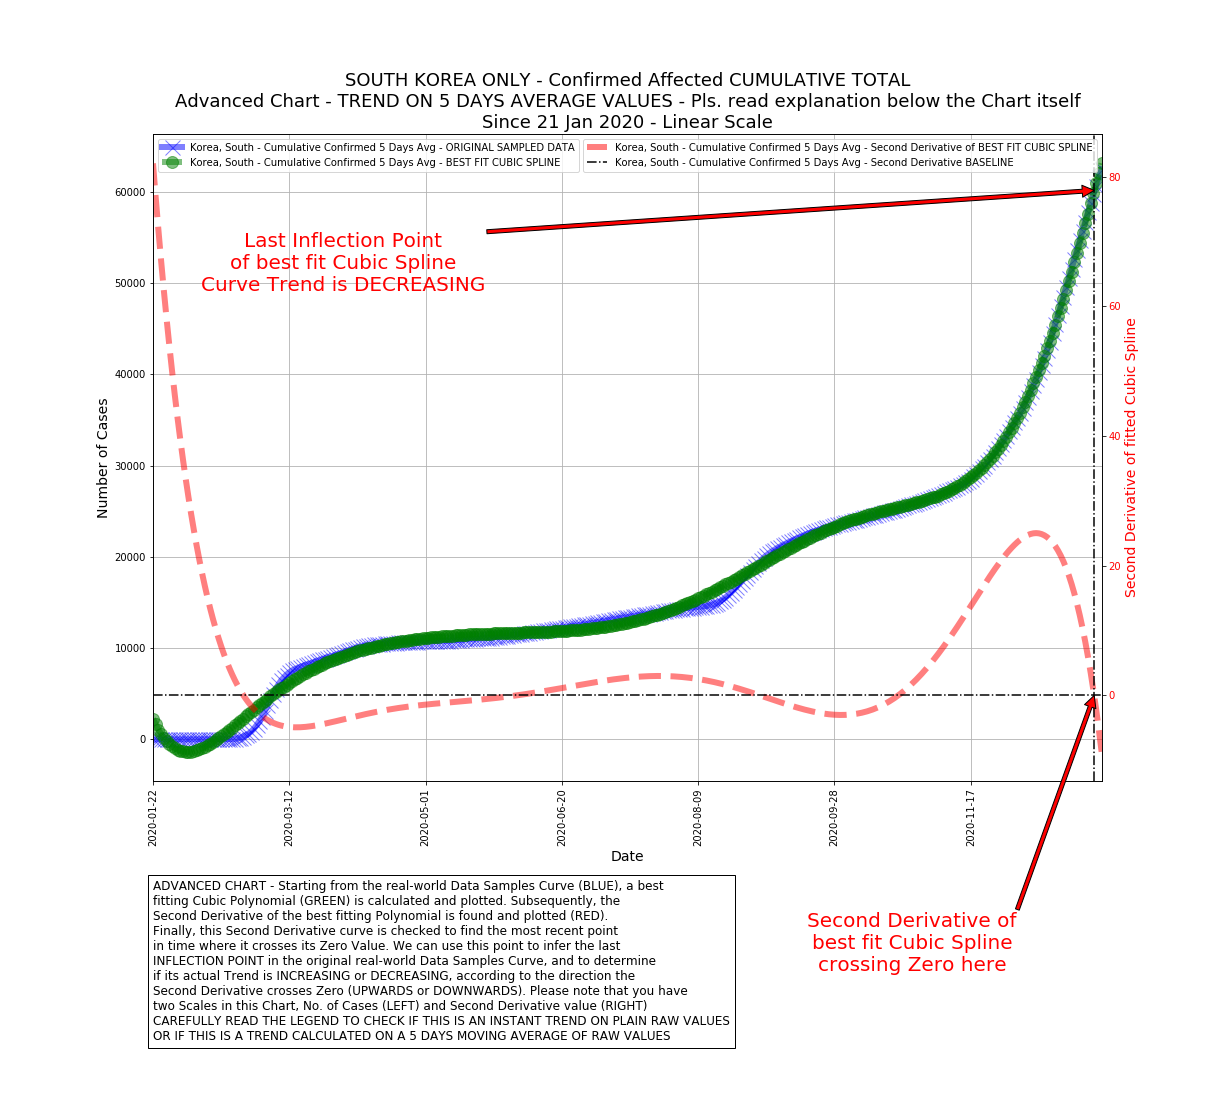 SOUTH KOREA ONLY - Confirmed Affected CUMULATIVE TOTAL
Advanced Chart - TREND ON 5 DAYS AVERAGE VALUES - Pls. read explanation below the Chart itself
Since 21 Jan 2020 - Linear Scale
Korea, South - Cumulative Confirmed 5 Days Avg - ORIGINAL SAMPLED DATA
Korea, South - Cumulative Confirmed 5 Days Avg - BEST FIT CUBIC SPLINE
Korea, South - Cumulative Confirmed 5 Days Avg - Second Derivative of BEST FIT CUBIC SPLINE
Korea, South - Cumulative Confirmed 5 Days Avg - Second Derivative BASELINE
Last Inflection Point
of best fit Cubic Spline
Curve Trend is DECREASING
Number of Cases
60000
50000
40000
30000
20000
10000
0
80
60
40
20
0
Second Derivative of fitted Cubic Spline
2020-01-22
2020-03-12
2020-05-01
2020-06-20
2020-08-09
2020-09-28
2020-11-17
Date
ADVANCED CHART - Starting from the real-world Data Samples Curve (BLUE), a best
fitting Cubic Polynomial (GREEN) is calculated and plotted. Subsequently, the
Second Derivative of the best fitting Polynomial is found and plotted (RED).
Finally, this Second Derivative curve is checked to find the most recent point
in time where it crosses its Zero Value. We can use this point to infer the last
INFLECTION POINT in the original real-world Data Samples Curve, and to determine
if its actual Trend is INCREASING or DECREASING, according to the direction the
Second Derivative crosses Zero (UPWARDS or DOWNWARDS). Please note that you have
two Scales in this Chart, No. of Cases (LEFT) and Second Derivative value (RIGHT)
CAREFULLY READ THE LEGEND TO CHECK IF THIS IS AN INSTANT TREND ON PLAIN RAW VALUES
OR IF THIS IS A TREND CALCULATED ON A 5 DAYS MOVING AVERAGE OF RAW VALUES
Second Derivative of
best fit Cubic Spline
crossing Zero here